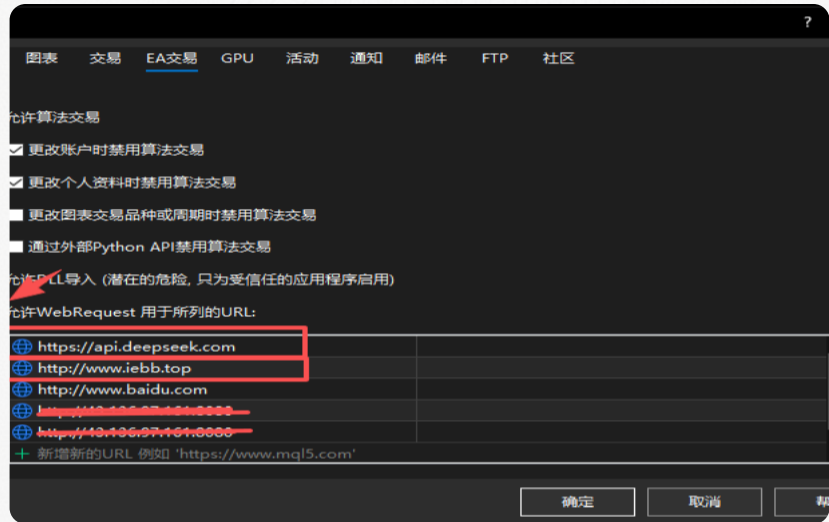 ?
图表 交易 EA交易 GPU 活动 通知 邮件 FTP 社区
允许算法交易
更改账户时禁用算法交易
更改个人资料时禁用算法交易
更改图表交易品种或周期时禁用算法交易
通过外部Python API禁用算法交易
允许DLL导入 (潜在的危险, 只为受信任的应用程序启用)
允许WebRequest 用于所列的URL:
https://api.deepseek.com
http://www.iebb.top
http://www.baidu.com
+ 新增新的URL 例如 'https://www.mql5.com'
确定 取消